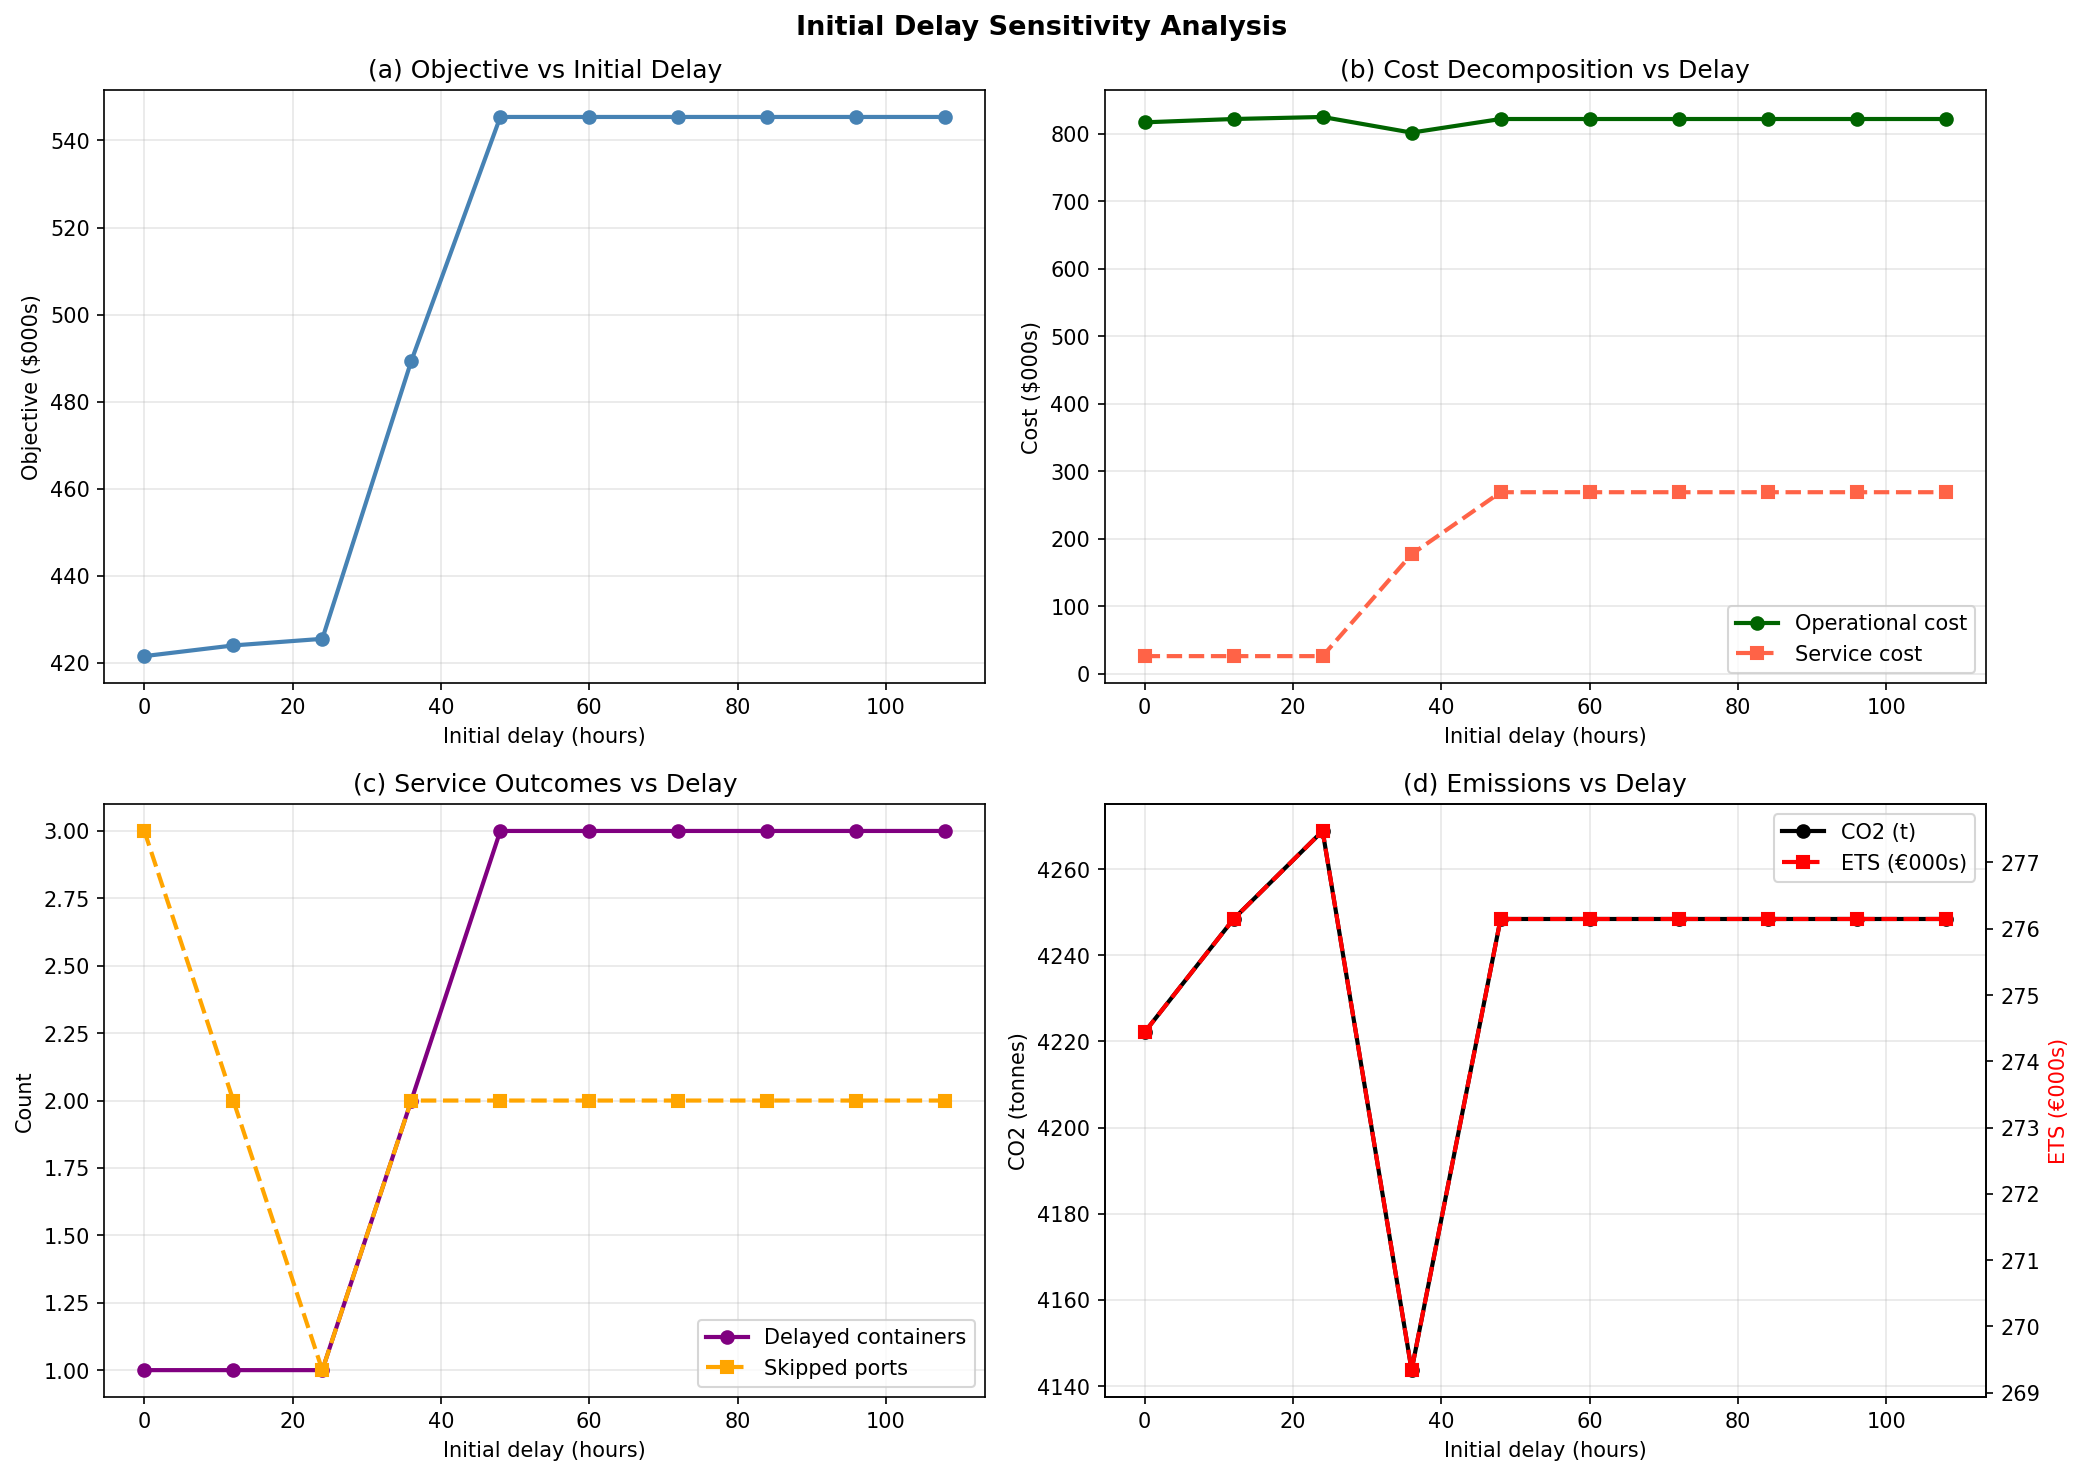 Initial Delay Sensitivity Analysis
(a) Objective vs Initial Delay
Objective ($000s)
540
520
500
480
460
440
420
0 20 40 60 80 100
Initial delay (hours)
(b) Cost Decomposition vs Delay
Cost ($000s)
800
700
600
500
400
300
200
100
0
Operational cost
Service cost
0 20 40 60 80 100
Initial delay (hours)
(c) Service Outcomes vs Delay
Count
3.00
2.75
2.50
2.25
2.00
1.75
1.50
1.25
1.00
Delayed containers
Skipped ports
0 20 40 60 80 100
Initial delay (hours)
(d) Emissions vs Delay
CO2 (tonnes)
4260
4240
4220
4200
4180
4160
4140
CO2 (t)
ETS (€000s)
277
276
275
274
273
272
271
270
269
ETS (€000s)
0 20 40 60 80 100
Initial delay (hours)